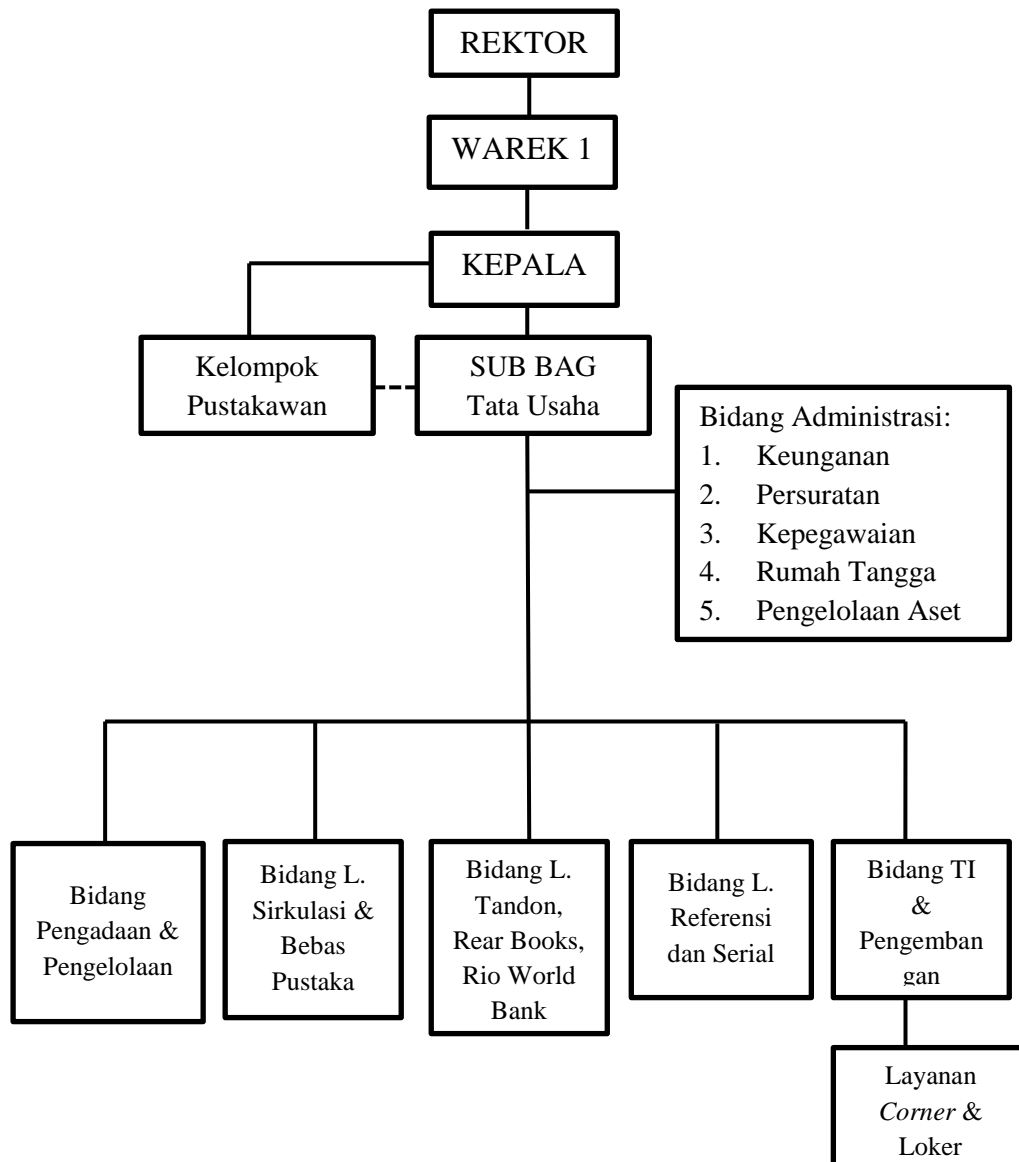 REKTOR
WAREK 1
KEPALA
Kelompok
Pustakawan
SUB BAG
Tata Usaha
Bidang Administrasi:
1. Keunganan
2. Persuratan
3. Kepegawaian
4. Rumah Tangga
5. Pengelolaan Aset
Bidang
Pengadaan &
Pengelolaan
Bidang L.
Sirkulasi &
Bebas
Pustaka
Bidang L.
Tandon,
Rear Books,
Rio World
Bank
Bidang L.
Referensi
dan Serial
Bidang TI
&
Pengemban
gan
Layanan
Corner &
Loker